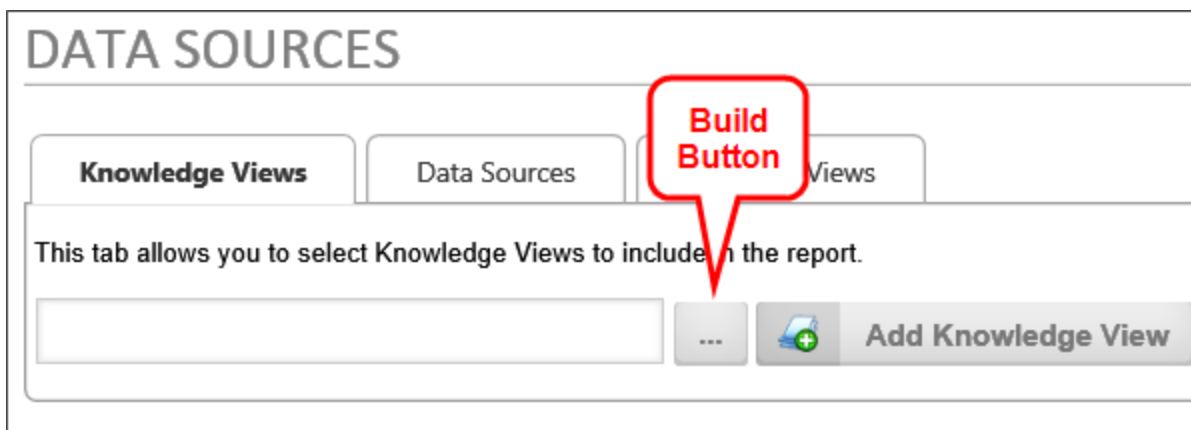 DATA SOURCES
Build
Button
Knowledge Views
Data Sources
Views
This tab allows you to select Knowledge Views to include the report.
...
Add Knowledge View